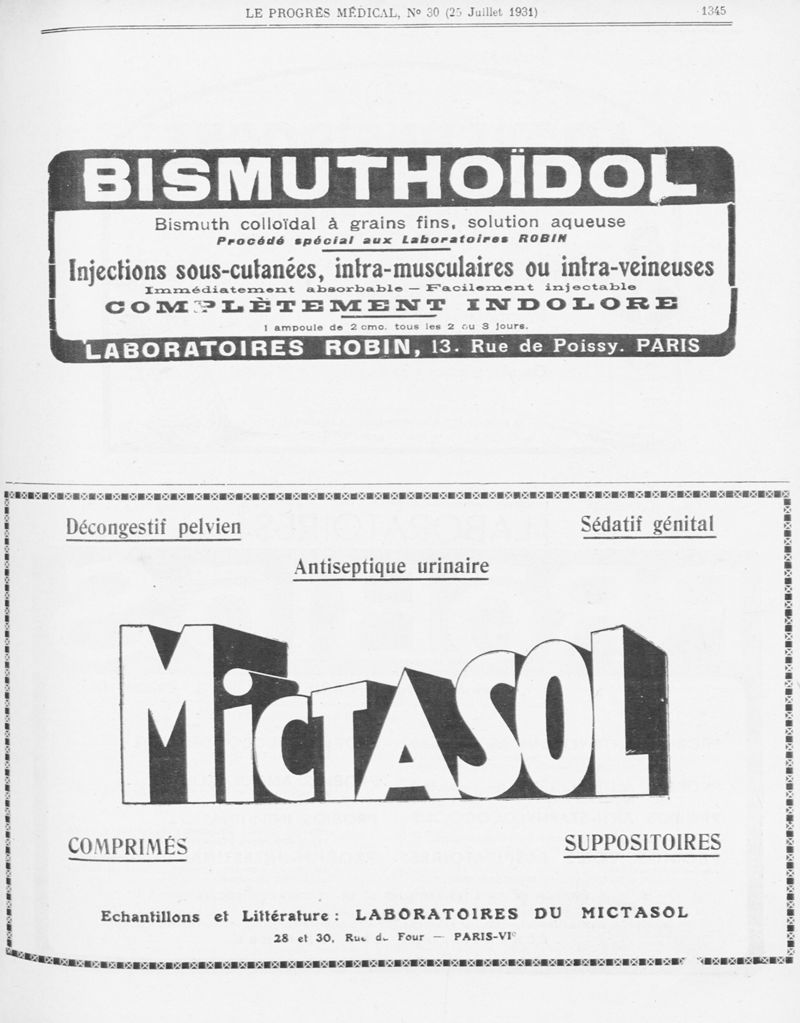 LE PROGRÈS MÉDICAL, No 30 (25 Juillet 1931) 1345
BISMUTHOÏDOL
Bismuth colloïdal à grains fins, solution aqueuse
Procédé spécial aux Laboratoires ROBIN
Injections sous-cutanées, intra-musculaires ou intra-veineuses
Immédiatement absorbable — Facilement injectable
COMPLÈTEMENT INDOLORE
1 ampoule de 2 cmc. tous les 2 ou 3 jours.
LABORATOIRES ROBIN, 13. Rue de Poissy. PARIS
Décongestif pelvien Sédatif génital
Antiseptique urinaire
MiCTASOL
COMPRIMÉS SUPPOSITOIRES
Echantillons et Littérature : LABORATOIRES DU MICTASOL
28 et 30, Rue du Four — PARIS-VIe